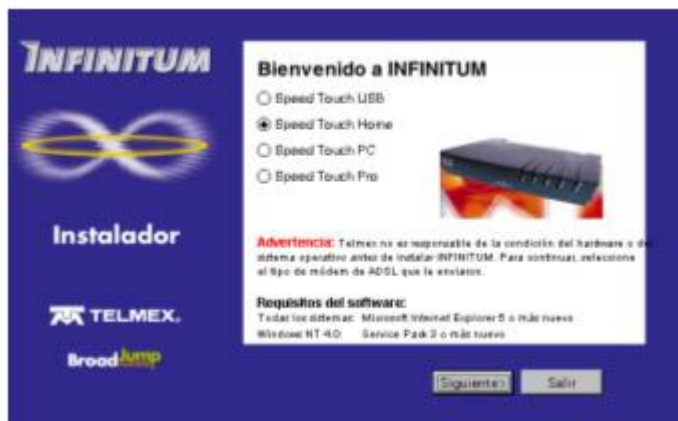 INFINITUM
Instalador
TELMEX.
BroadJump
Bienvenido a INFINITUM
Speed Touch USB
Speed Touch Home
Speed Touch PC
Speed Touch Pro
Advertencia: Telmex no es responsable de la condición del hardware o del
sistema operativo antes de instalar INFINITUM. Para continuar, seleccione
el tipo de módem de ADSL que le enviaron.
Requisitos del software:
Todos los sistemas: Microsoft Internet Explorer 5 o más nuevo
Windows NT 4.0: Service Pack 3 o más nuevo
Siguiente>
Salir